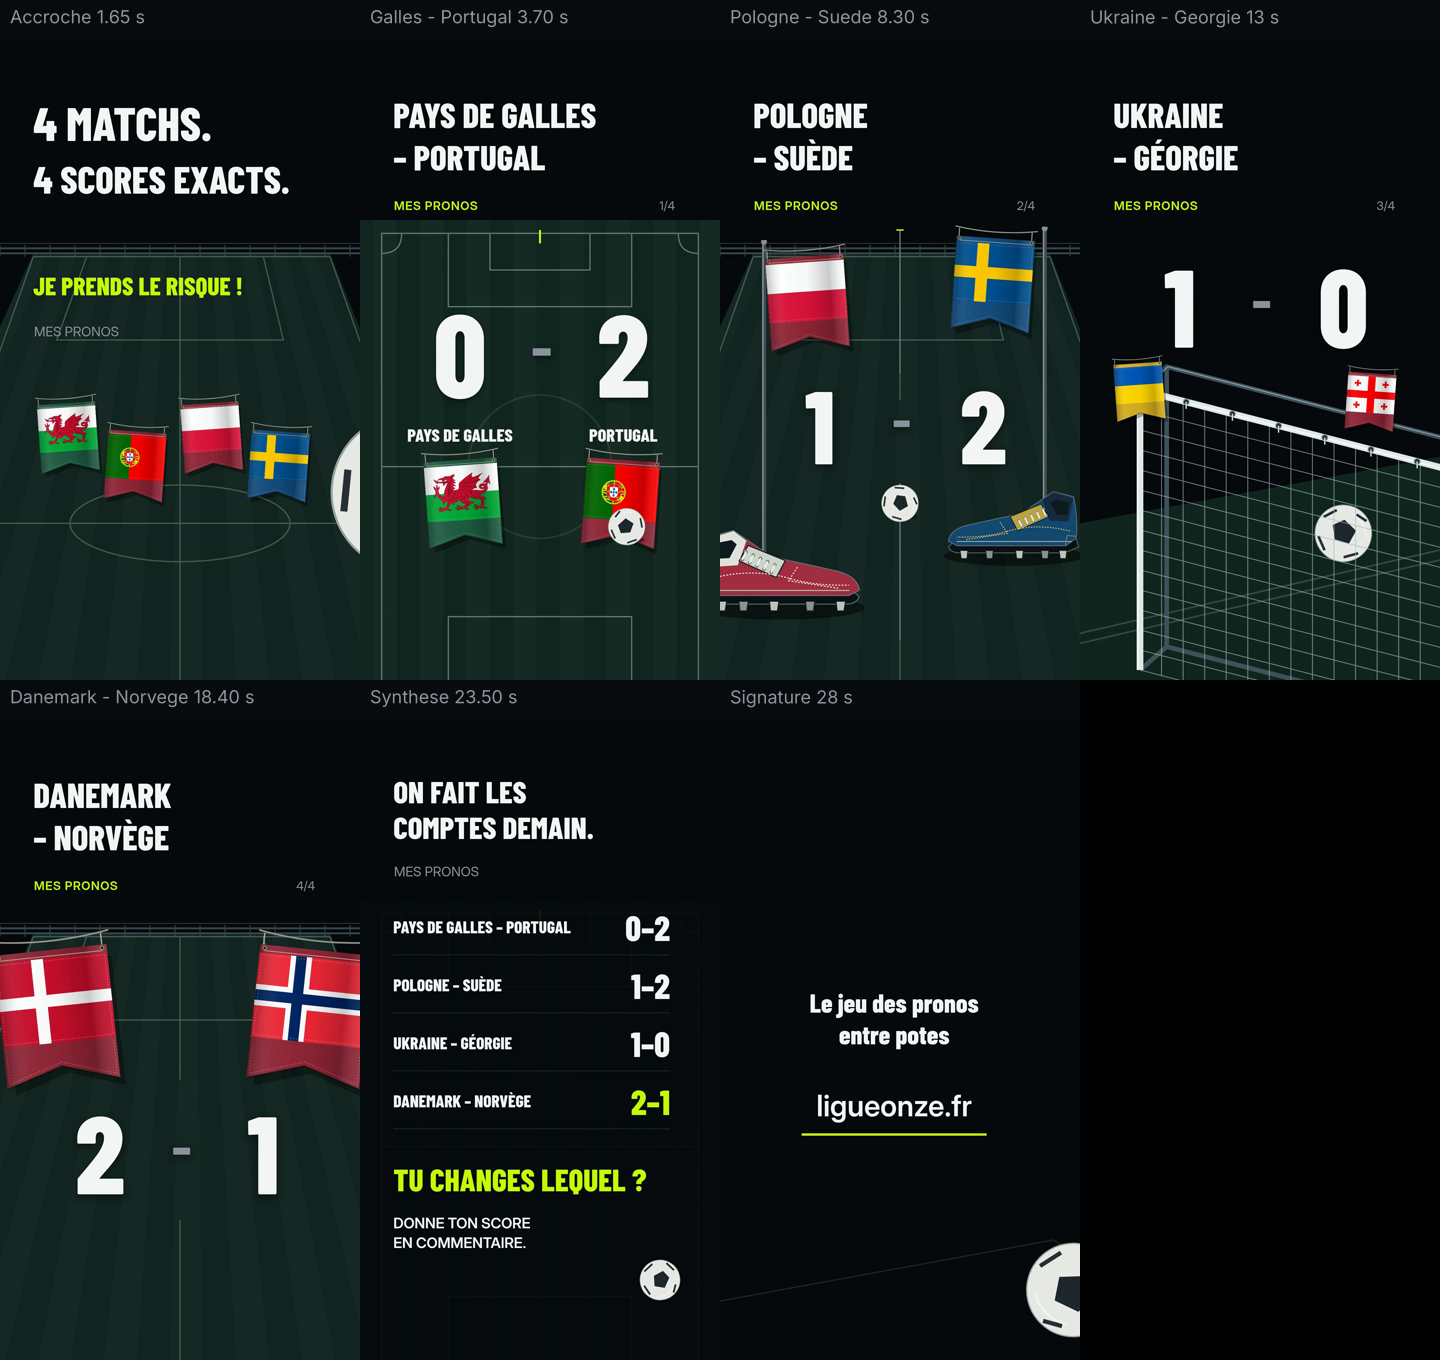 Accroche 1.65 s
4 MATCHS.
4 SCORES EXACTS.
JE PRENDS LE RISQUE !
MES PRONOS
Galles - Portugal 3.70 s
PAYS DE GALLES
– PORTUGAL
MES PRONOS
1/4
0 - 2
PAYS DE GALLES
PORTUGAL
Pologne - Suede 8.30 s
POLOGNE
– SUÈDE
MES PRONOS
2/4
1 - 2
Ukraine - Georgie 13 s
UKRAINE
– GÉORGIE
MES PRONOS
3/4
1 - 0
Danemark - Norvege 18.40 s
DANEMARK
– NORVÈGE
MES PRONOS
4/4
2 - 1
Synthese 23.50 s
ON FAIT LES
COMPTES DEMAIN.
MES PRONOS
PAYS DE GALLES – PORTUGAL 0–2
POLOGNE – SUÈDE 1–2
UKRAINE – GÉORGIE 1–0
DANEMARK – NORVÈGE 2–1
TU CHANGES LEQUEL ?
DONNE TON SCORE
EN COMMENTAIRE.
Signature 28 s
Le jeu des pronos
entre potes
ligueonze.fr